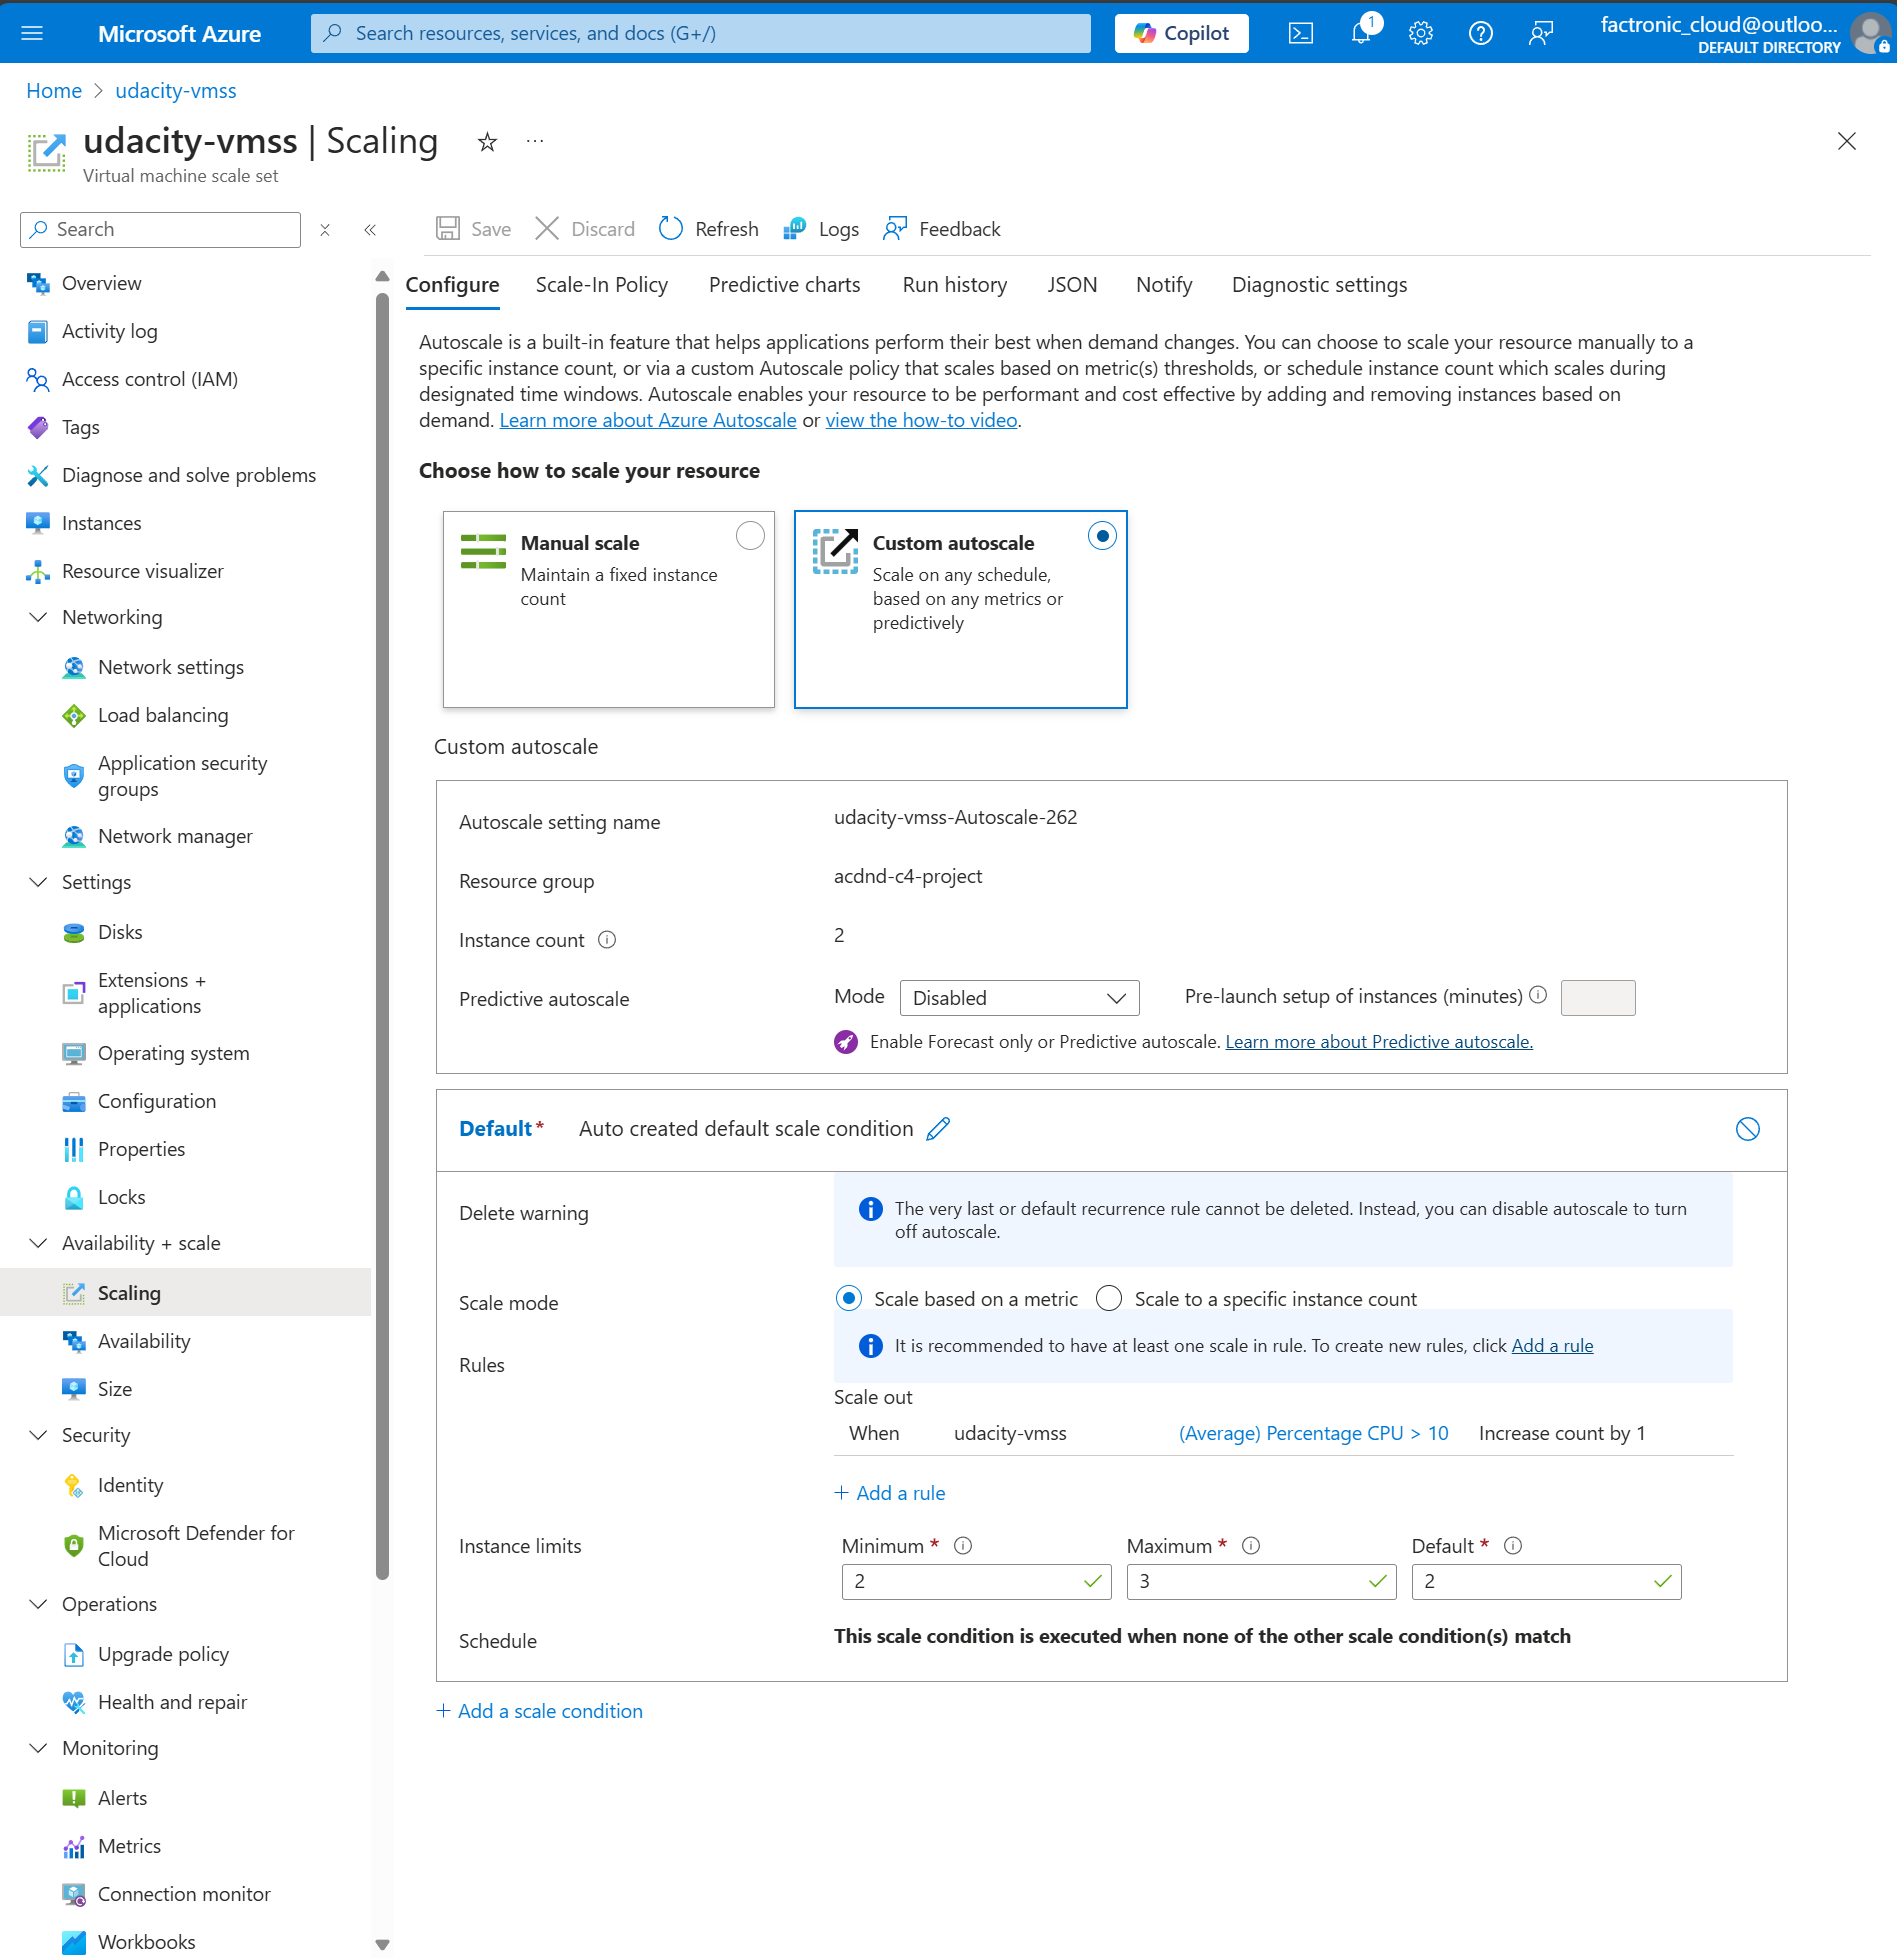 Microsoft Azure
Search resources, services, and docs (G+/)
Copilot
1
factronic_cloud@outloo...
DEFAULT DIRECTORY
Home > udacity-vmss
udacity-vmss | Scaling
Virtual machine scale set
Search
Save
Discard
Refresh
Logs
Feedback
Overview
Activity log
Access control (IAM)
Tags
Diagnose and solve problems
Instances
Resource visualizer
Networking
Network settings
Load balancing
Application security
groups
Network manager
Settings
Disks
Extensions +
applications
Operating system
Configuration
Properties
Locks
Availability + scale
Scaling
Availability
Size
Security
Identity
Microsoft Defender for
Cloud
Operations
Upgrade policy
Health and repair
Monitoring
Alerts
Metrics
Connection monitor
Workbooks
Configure
Scale-In Policy
Predictive charts
Run history
JSON
Notify
Diagnostic settings
Autoscale is a built-in feature that helps applications perform their best when demand changes. You can choose to scale your resource manually to a
specific instance count, or via a custom Autoscale policy that scales based on metric(s) thresholds, or schedule instance count which scales during
designated time windows. Autoscale enables your resource to be performant and cost effective by adding and removing instances based on
demand. Learn more about Azure Autoscale or view the how-to video.
Choose how to scale your resource
Manual scale
Maintain a fixed instance
count
Custom autoscale
Scale on any schedule,
based on any metrics or
predictively
Custom autoscale
Autoscale setting name
udacity-vmss-Autoscale-262
Resource group
acdnd-c4-project
Instance count
2
Predictive autoscale
Mode
Disabled
Pre-launch setup of instances (minutes)
Enable Forecast only or Predictive autoscale. Learn more about Predictive autoscale.
Default*
Auto created default scale condition
Delete warning
The very last or default recurrence rule cannot be deleted. Instead, you can disable autoscale to turn
off autoscale.
Scale mode
Scale based on a metric
Scale to a specific instance count
Rules
It is recommended to have at least one scale in rule. To create new rules, click Add a rule
Scale out
When
udacity-vmss
(Average) Percentage CPU > 10
Increase count by 1
+ Add a rule
Instance limits
Minimum *
Maximum *
Default *
2
3
2
Schedule
This scale condition is executed when none of the other scale condition(s) match
+ Add a scale condition